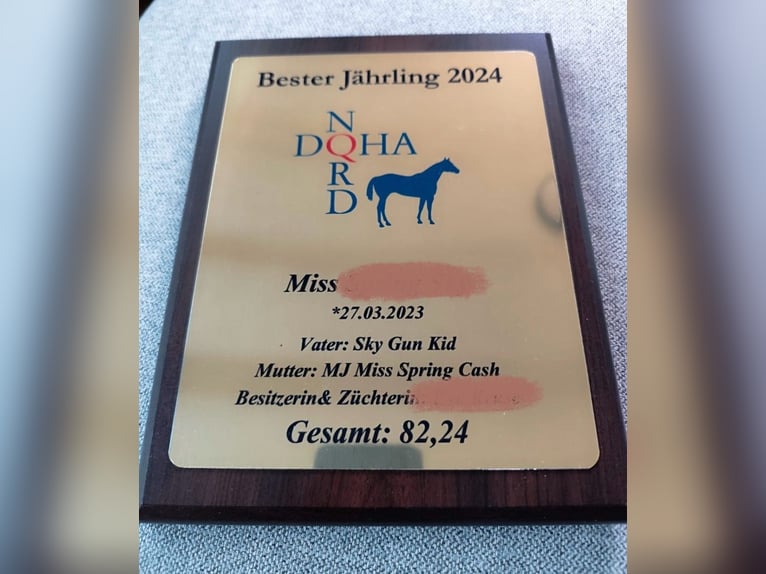 Bester Jährling 2024
NQRD
DQHA
Miss
*27.03.2023
Vater: Sky Gun Kid
Mutter: MJ Miss Spring Cash
Besitzerin& Züchterin
Gesamt: 82,24